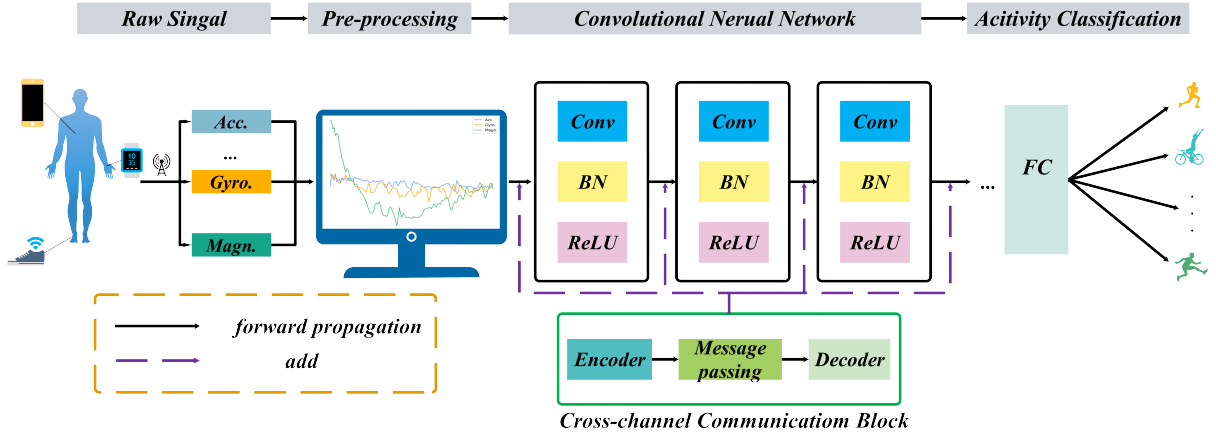 Raw Singal
Pre-processing
Convolutional Nerual Network
Acitivity Classification
10
35
Acc.
...
Gyro.
Magn.
Acc.
Gyro.
Magn.
Conv
BN
ReLU
Conv
BN
ReLU
Conv
BN
ReLU
...
FC
forward propagation
add
Encoder
Message
passing
Decoder
Cross-channel Communicatiom Block